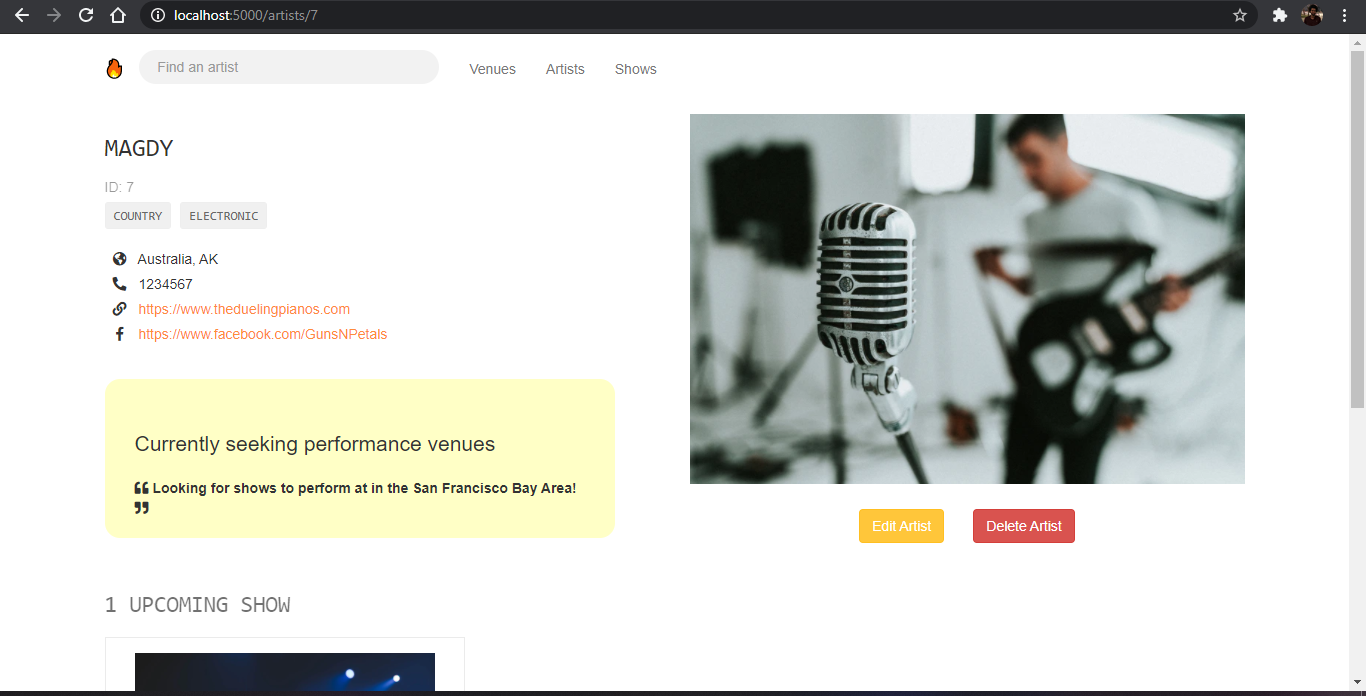 localhost:5000/artists/7
Find an artist
Venues Artists Shows
MAGDY
ID: 7
COUNTRY ELECTRONIC
Australia, AK
1234567
https://www.theduelingpianos.com
https://www.facebook.com/GunsNPetals
Currently seeking performance venues
❝ Looking for shows to perform at in the San Francisco Bay Area!
❞
Edit Artist Delete Artist
1 UPCOMING SHOW